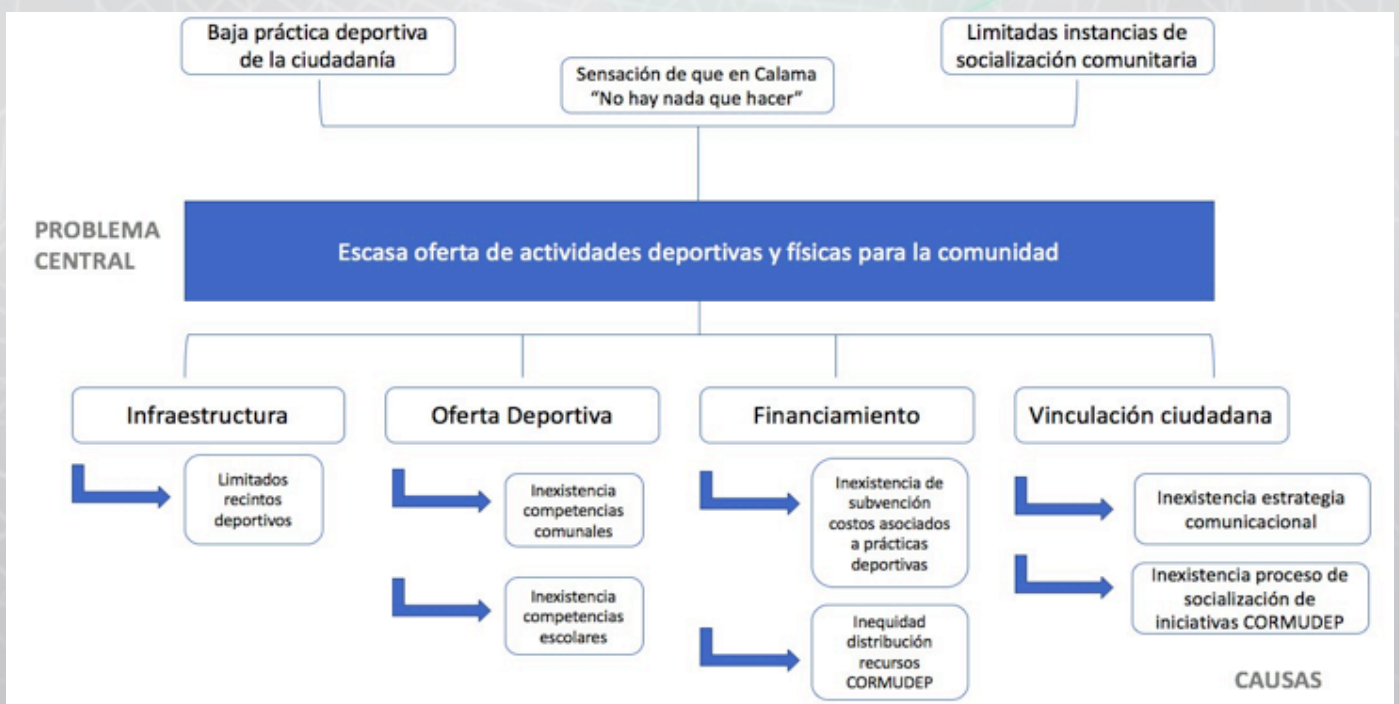 Baja práctica deportiva
de la ciudadanía
Sensación de que en Calama
“No hay nada que hacer”
Limitadas instancias de
socialización comunitaria
PROBLEMA
CENTRAL
Escasa oferta de actividades deportivas y físicas para la comunidad
Infraestructura
Limitados
recintos
deportivos
Oferta Deportiva
Inexistencia
competencias
comunales
Inexistencia
competencias
escolares
Financiamiento
Inexistencia de
subvención
costos asociados
a prácticas
deportivas
Inequidad
distribución
recursos
CORMUDEP
Vinculación ciudadana
Inexistencia estrategia
comunicacional
Inexistencia proceso de
socialización de
iniciativas CORMUDEP
CAUSAS